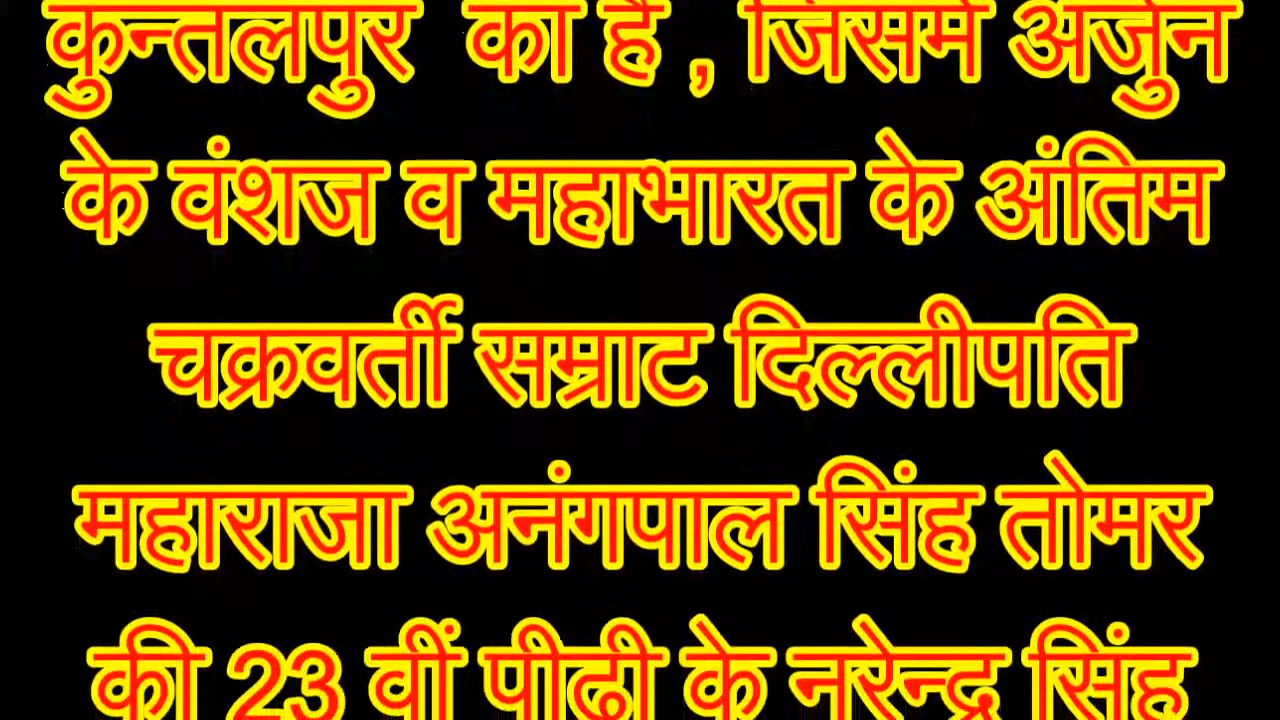 कुन्तलपुर का है , जिसमें अर्जुन
के वंशज व महाभारत के अंतिम
चक्रवर्ती सम्राट दिल्लीपति
महाराजा अनंगपाल सिंह तोमर
की 23 वीं पीढी के नरेन्द्र सिंह